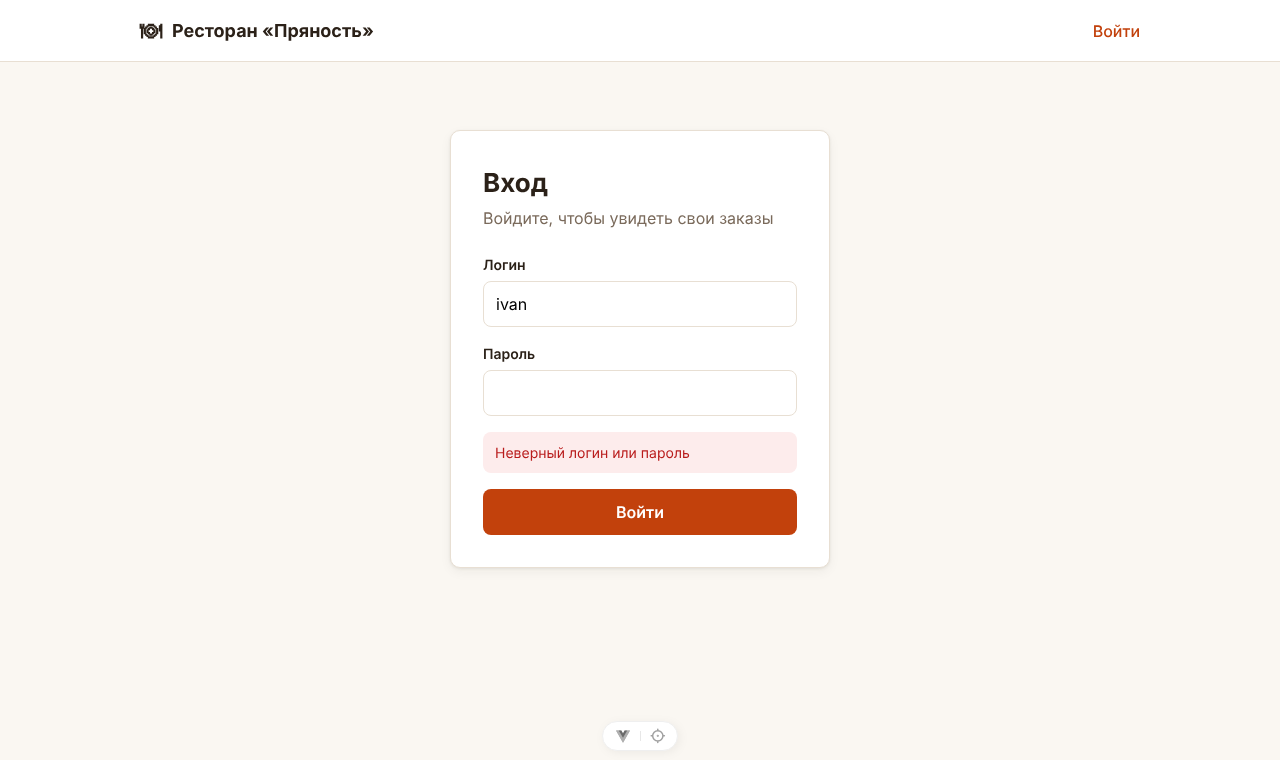 Ресторан «Пряность»
Войти
Вход
Войдите, чтобы увидеть свои заказы
Логин
ivan
Пароль
Неверный логин или пароль
Войти